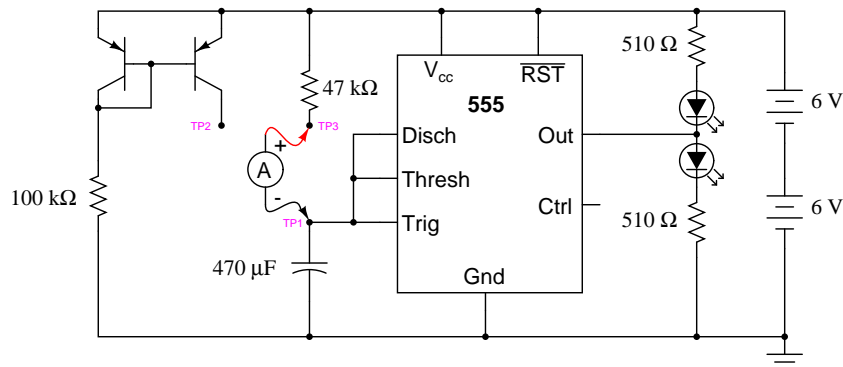 510 Ω
V_cc
RST
47 kΩ
555
6 V
TP2
TP3
+
Disch
Out
A
100 kΩ
Thresh
-
TP1
Trig
Ctrl
510 Ω
6 V
470 μF
Gnd